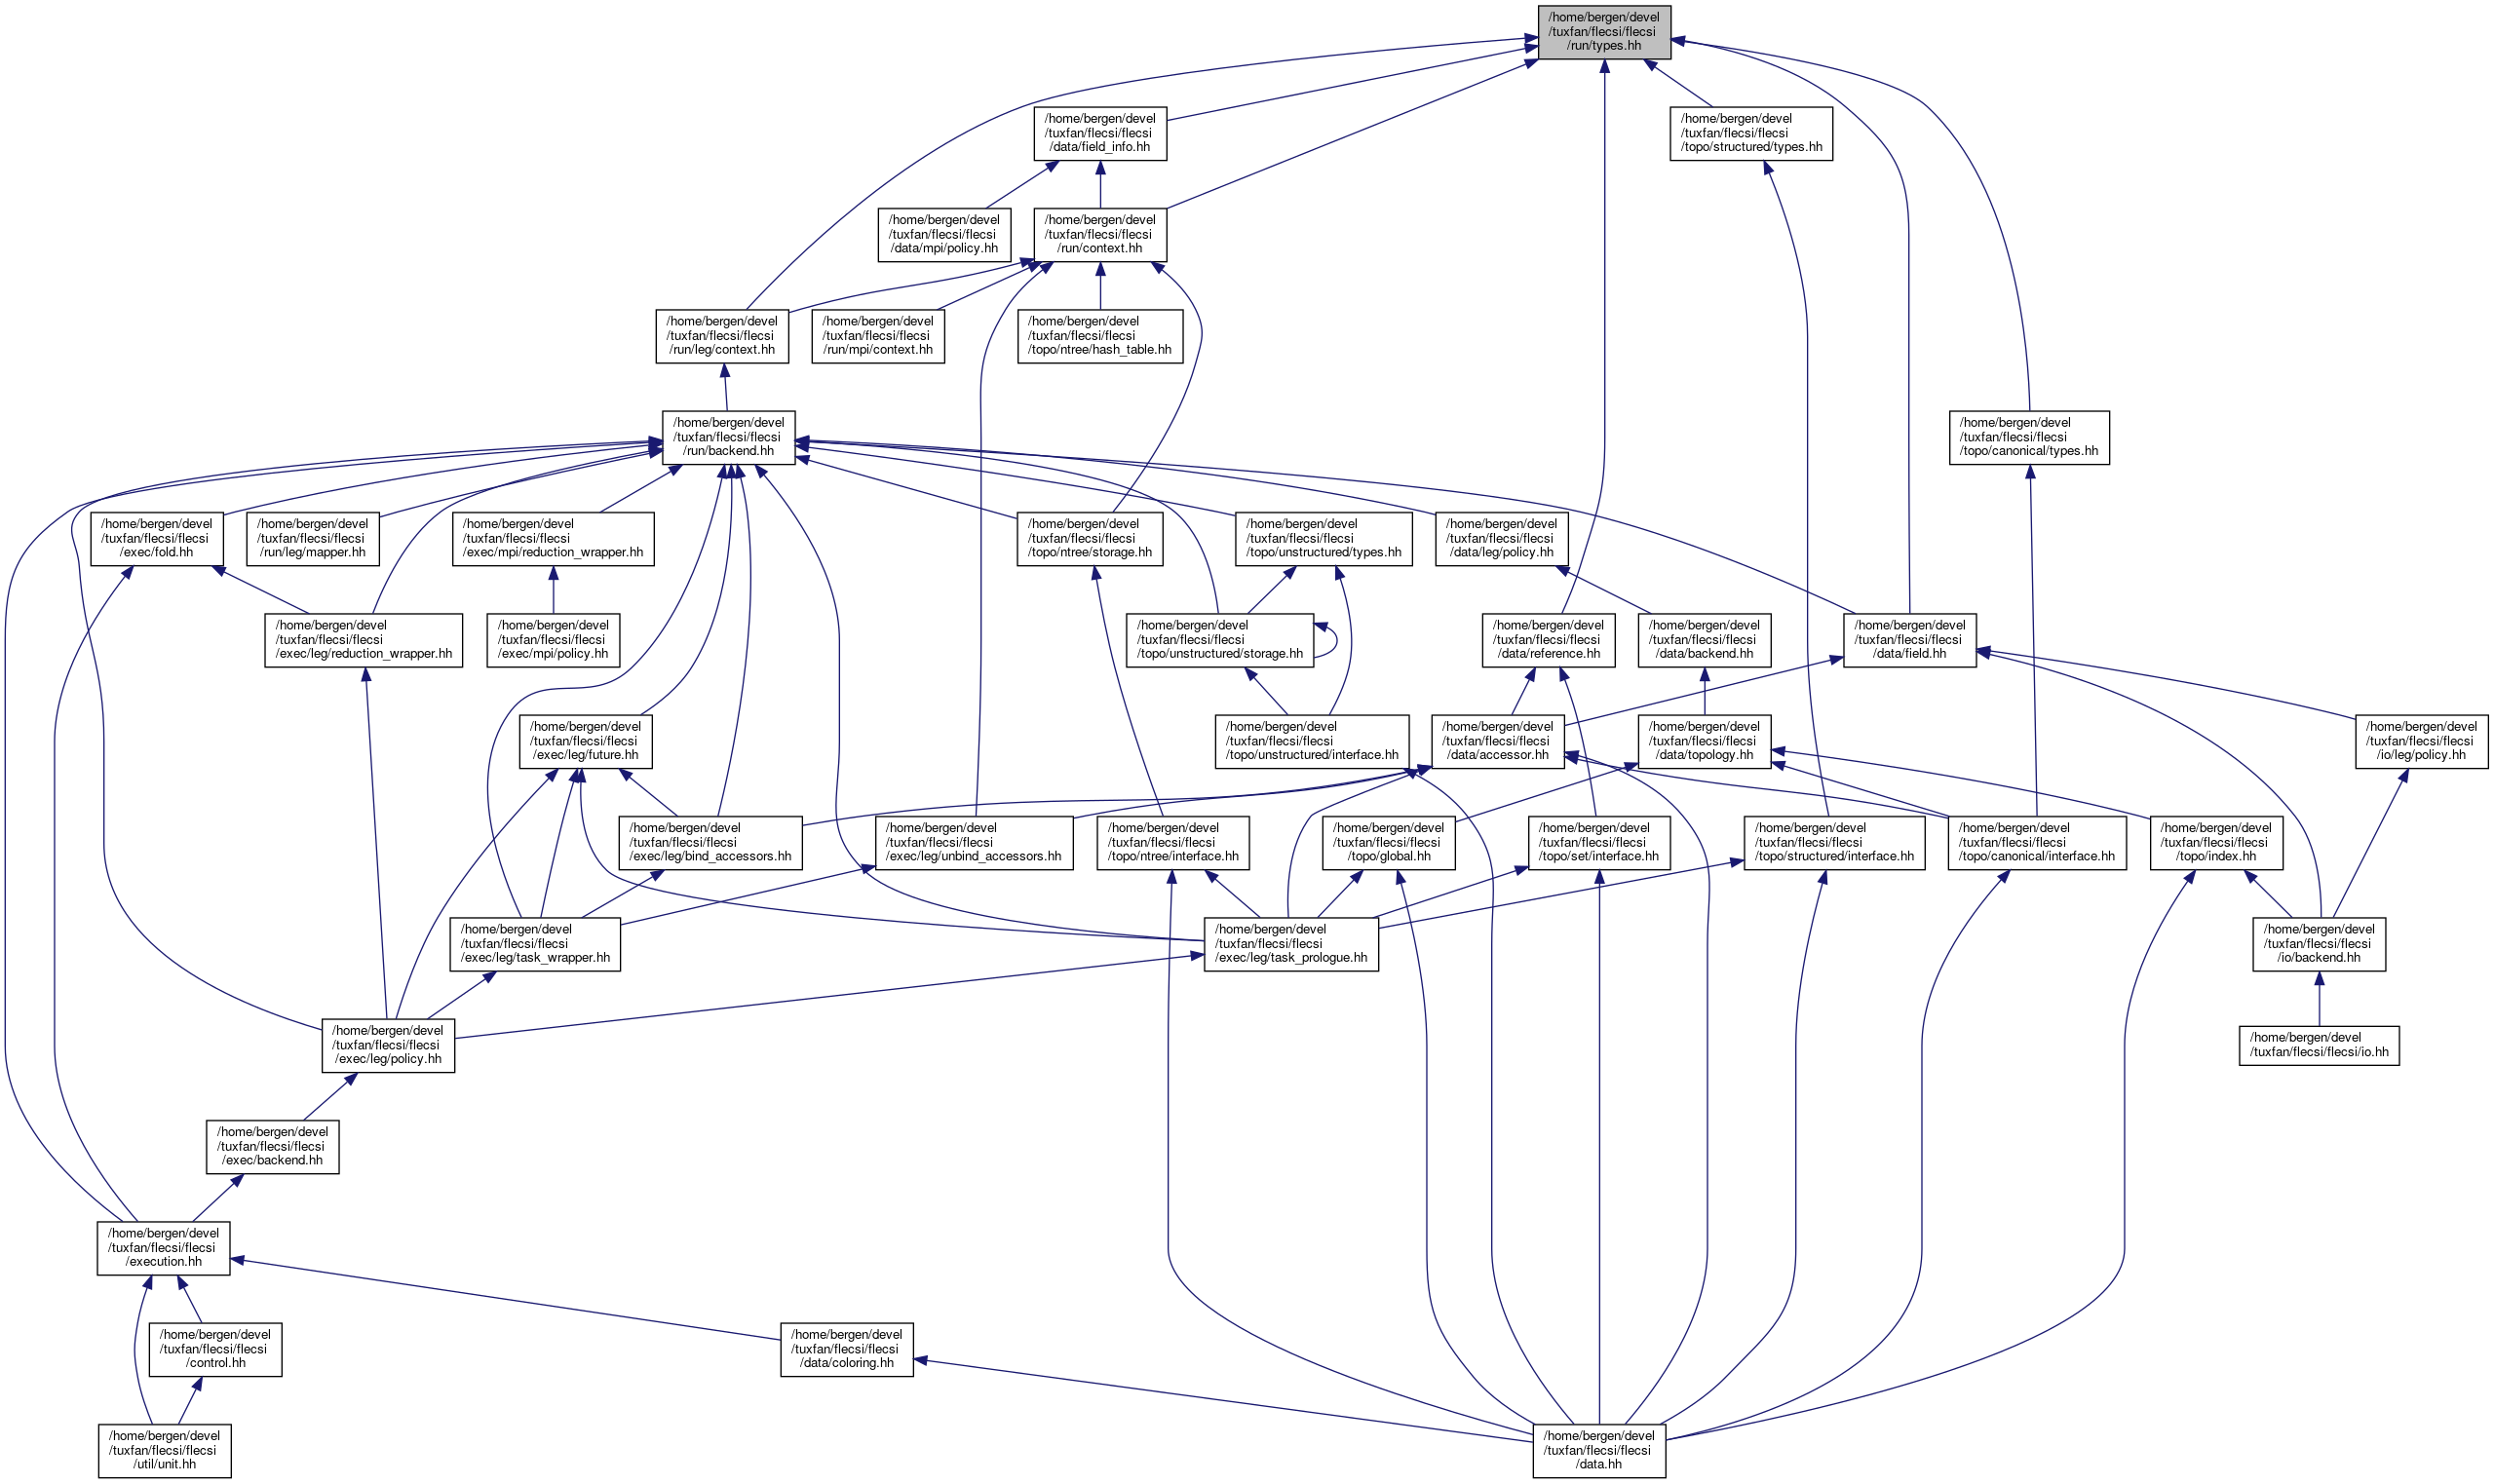 /home/bergen/devel
/tuxfan/flecsi/flecsi
/run/types.hh
/home/bergen/devel
/tuxfan/flecsi/flecsi
/data/field_info.hh
/home/bergen/devel
/tuxfan/flecsi/flecsi
/topo/structured/types.hh
/home/bergen/devel
/tuxfan/flecsi/flecsi
/data/mpi/policy.hh
/home/bergen/devel
/tuxfan/flecsi/flecsi
/run/context.hh
/home/bergen/devel
/tuxfan/flecsi/flecsi
/run/leg/context.hh
/home/bergen/devel
/tuxfan/flecsi/flecsi
/run/mpi/context.hh
/home/bergen/devel
/tuxfan/flecsi/flecsi
/topo/ntree/hash_table.hh
/home/bergen/devel
/tuxfan/flecsi/flecsi
/run/backend.hh
/home/bergen/devel
/tuxfan/flecsi/flecsi
/topo/canonical/types.hh
/home/bergen/devel
/tuxfan/flecsi/flecsi
/exec/fold.hh
/home/bergen/devel
/tuxfan/flecsi/flecsi
/run/leg/mapper.hh
/home/bergen/devel
/tuxfan/flecsi/flecsi
/exec/mpi/reduction_wrapper.hh
/home/bergen/devel
/tuxfan/flecsi/flecsi
/topo/ntree/storage.hh
/home/bergen/devel
/tuxfan/flecsi/flecsi
/topo/unstructured/types.hh
/home/bergen/devel
/tuxfan/flecsi/flecsi
/data/leg/policy.hh
/home/bergen/devel
/tuxfan/flecsi/flecsi
/exec/leg/reduction_wrapper.hh
/home/bergen/devel
/tuxfan/flecsi/flecsi
/exec/mpi/policy.hh
/home/bergen/devel
/tuxfan/flecsi/flecsi
/topo/unstructured/storage.hh
/home/bergen/devel
/tuxfan/flecsi/flecsi
/data/reference.hh
/home/bergen/devel
/tuxfan/flecsi/flecsi
/data/backend.hh
/home/bergen/devel
/tuxfan/flecsi/flecsi
/data/field.hh
/home/bergen/devel
/tuxfan/flecsi/flecsi
/exec/leg/future.hh
/home/bergen/devel
/tuxfan/flecsi/flecsi
/topo/unstructured/interface.hh
/home/bergen/devel
/tuxfan/flecsi/flecsi
/data/accessor.hh
/home/bergen/devel
/tuxfan/flecsi/flecsi
/data/topology.hh
/home/bergen/devel
/tuxfan/flecsi/flecsi
/io/leg/policy.hh
/home/bergen/devel
/tuxfan/flecsi/flecsi
/exec/leg/bind_accessors.hh
/home/bergen/devel
/tuxfan/flecsi/flecsi
/exec/leg/unbind_accessors.hh
/home/bergen/devel
/tuxfan/flecsi/flecsi
/topo/ntree/interface.hh
/home/bergen/devel
/tuxfan/flecsi/flecsi
/topo/global.hh
/home/bergen/devel
/tuxfan/flecsi/flecsi
/topo/set/interface.hh
/home/bergen/devel
/tuxfan/flecsi/flecsi
/topo/structured/interface.hh
/home/bergen/devel
/tuxfan/flecsi/flecsi
/topo/canonical/interface.hh
/home/bergen/devel
/tuxfan/flecsi/flecsi
/topo/index.hh
/home/bergen/devel
/tuxfan/flecsi/flecsi
/exec/leg/task_wrapper.hh
/home/bergen/devel
/tuxfan/flecsi/flecsi
/exec/leg/task_prologue.hh
/home/bergen/devel
/tuxfan/flecsi/flecsi
/io/backend.hh
/home/bergen/devel
/tuxfan/flecsi/flecsi
/exec/leg/policy.hh
/home/bergen/devel
/tuxfan/flecsi/flecsi/io.hh
/home/bergen/devel
/tuxfan/flecsi/flecsi
/exec/backend.hh
/home/bergen/devel
/tuxfan/flecsi/flecsi
/execution.hh
/home/bergen/devel
/tuxfan/flecsi/flecsi
/control.hh
/home/bergen/devel
/tuxfan/flecsi/flecsi
/data/coloring.hh
/home/bergen/devel
/tuxfan/flecsi/flecsi
/util/unit.hh
/home/bergen/devel
/tuxfan/flecsi/flecsi
/data.hh